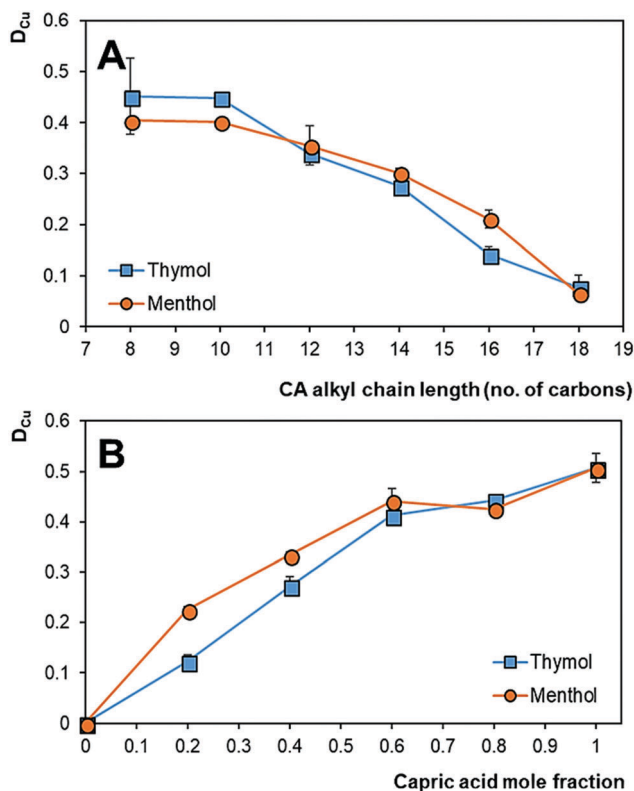 D_Cu
0.6
A
0.5
0.4
0.3
0.2
0.1
0
Thymol
Menthol
7 8 9 10 11 12 13 14 15 16 17 18 19
CA alkyl chain length (no. of carbons)
D_Cu
0.6
B
0.5
0.4
0.3
0.2
0.1
0
Thymol
Menthol
0 0.1 0.2 0.3 0.4 0.5 0.6 0.7 0.8 0.9 1
Capric acid mole fraction